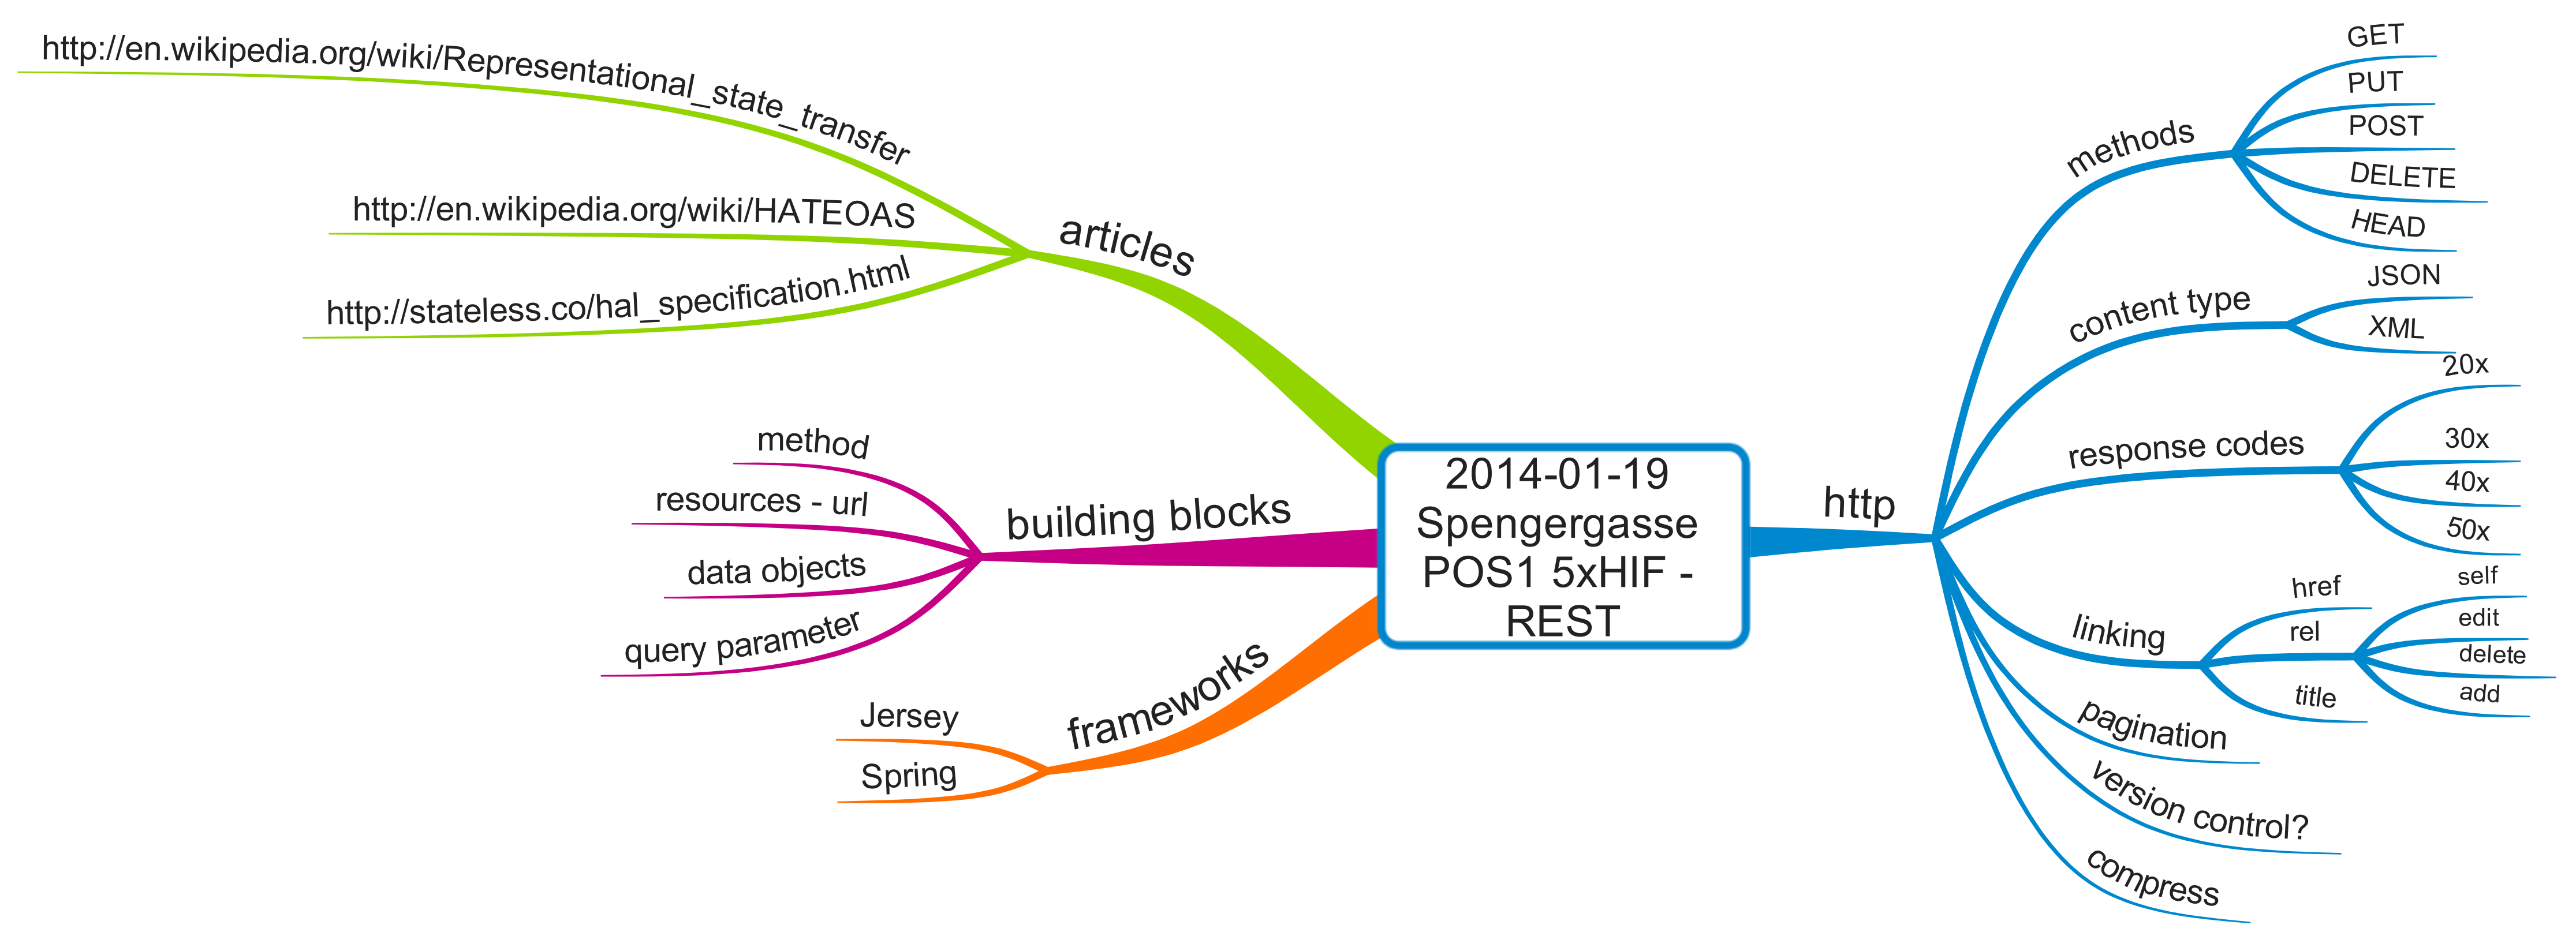 2014-01-19
Spengergasse
POS1 5xHIF -
REST
articles
http://en.wikipedia.org/wiki/Representational_state_transfer
http://en.wikipedia.org/wiki/HATEOAS
http://stateless.co/hal_specification.html
building blocks
method
resources - url
data objects
query parameter
frameworks
Jersey
Spring
http
methods
GET
PUT
POST
DELETE
HEAD
content type
JSON
XML
response codes
20x
30x
40x
50x
linking
href
rel
self
edit
delete
add
title
pagination
version control?
compress